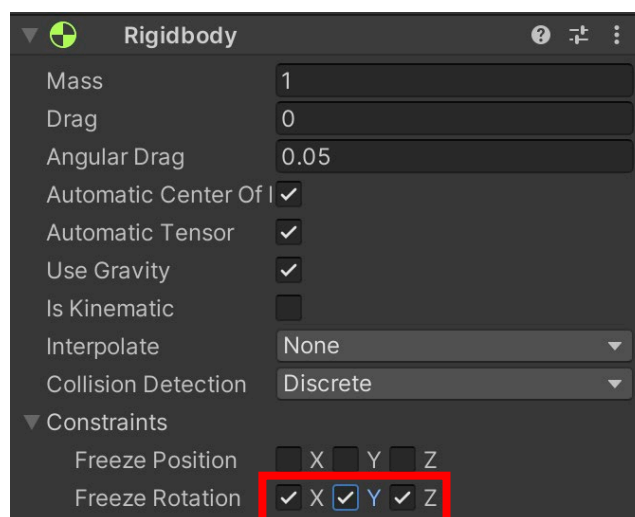 Rigidbody
Mass 1
Drag 0
Angular Drag 0.05
Automatic Center Of
Automatic Tensor
Use Gravity
Is Kinematic
Interpolate None
Collision Detection Discrete
Constraints
Freeze Position X Y Z
Freeze Rotation X Y Z